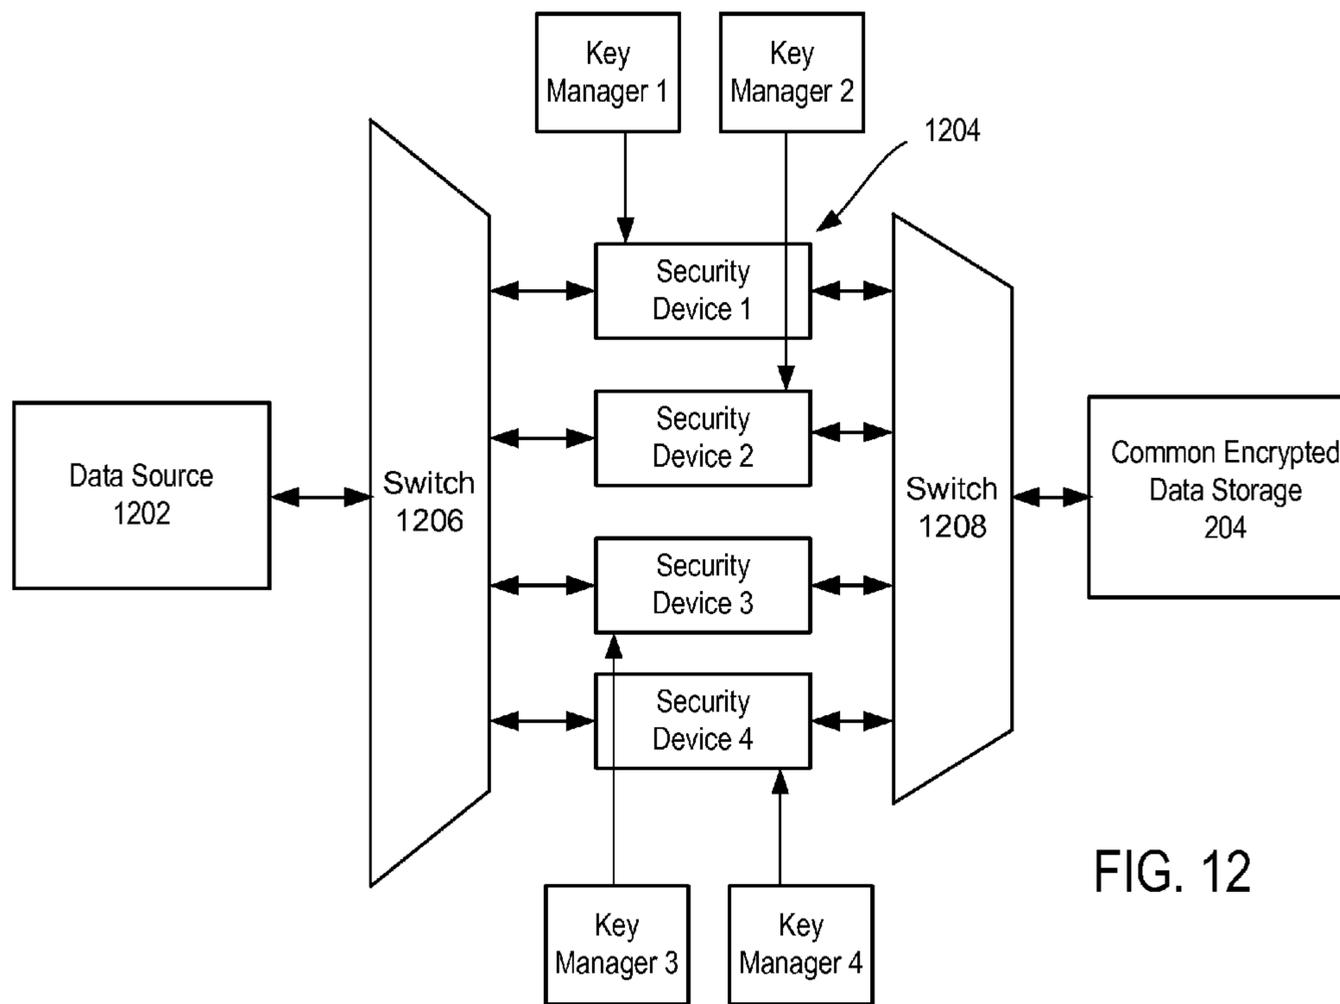 Key
Manager 1
Key
Manager 2
1204
Security
Device 1
Security
Device 2
Data Source
1202
Switch
1206
Switch
1208
Common Encrypted
Data Storage
204
Security
Device 3
Security
Device 4
FIG. 12
Key
Manager 3
Key
Manager 4